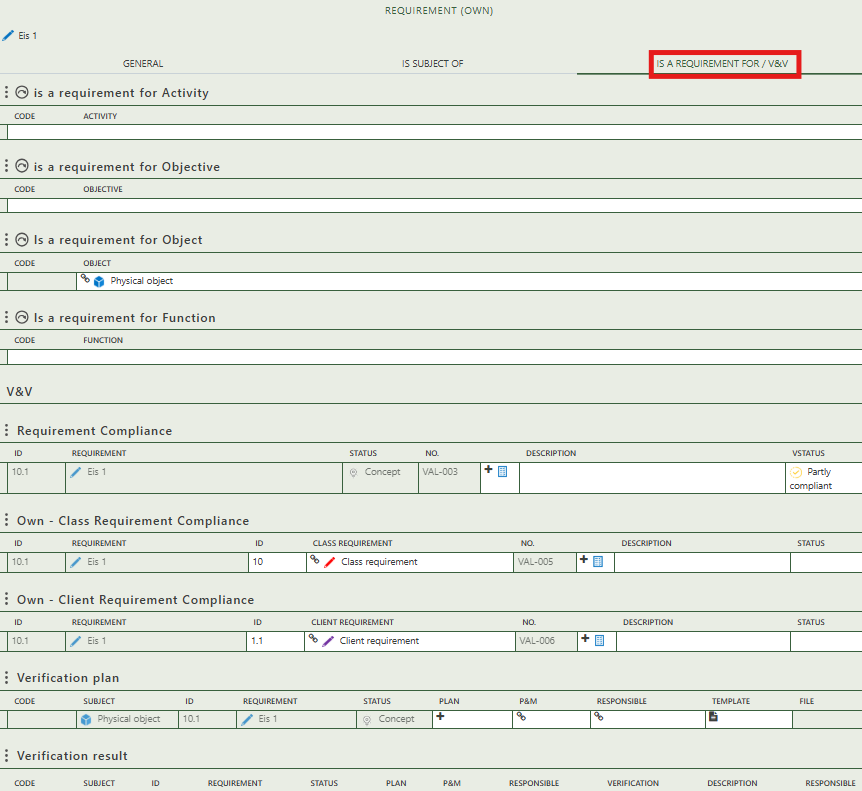 REQUIREMENT (OWN)
Eis 1
GENERAL IS SUBJECT OF IS A REQUIREMENT FOR / V&V
is a requirement for Activity
CODE ACTIVITY
is a requirement for Objective
CODE OBJECTIVE
Is a requirement for Object
CODE OBJECT
Physical object
Is a requirement for Function
CODE FUNCTION
V&V
Requirement Compliance
ID REQUIREMENT STATUS NO. DESCRIPTION VSTATUS
10.1 Eis 1 Concept VAL-003 Partly
compliant
Own - Class Requirement Compliance
ID REQUIREMENT ID CLASS REQUIREMENT NO. DESCRIPTION STATUS
10.1 Eis 1 10 Class requirement VAL-005
Own - Client Requirement Compliance
ID REQUIREMENT ID CLIENT REQUIREMENT NO. DESCRIPTION STATUS
10.1 Eis 1 1.1 Client requirement VAL-006
Verification plan
CODE SUBJECT ID REQUIREMENT STATUS PLAN P&M RESPONSIBLE TEMPLATE FILE
Physical object 10.1 Eis 1 Concept
Verification result
CODE SUBJECT ID REQUIREMENT STATUS PLAN P&M RESPONSIBLE VERIFICATION DESCRIPTION RESPONSIBLE